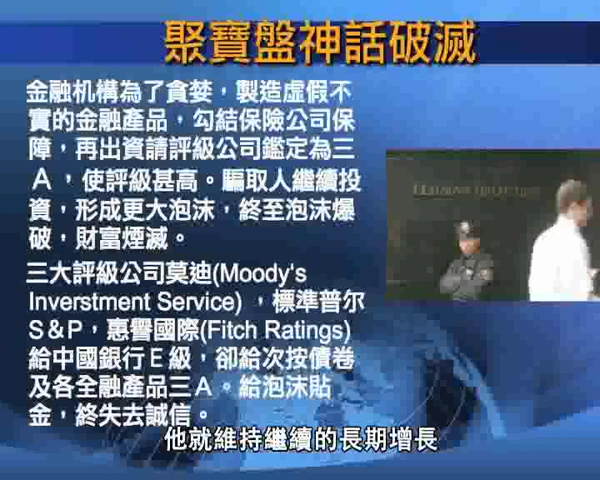 聚寶盤神話破滅
金融机構為了貪婪，製造虛假不
實的金融產品，勾結保險公司保
障，再出資請評級公司鑑定為三
Ａ，使評級甚高。騙取人繼續投
資，形成更大泡沫，終至泡沫爆
破，財富煙滅。
三大評級公司莫迪(Moody's
Inverstment Service) ，標準普尔
S＆P，惠譽國際(Fitch Ratings)
給中國銀行Ｅ級，卻給次按債卷
及各全融產品三Ａ。給泡沫貼
金，終失去誠信。
他就維持繼續的長期增長